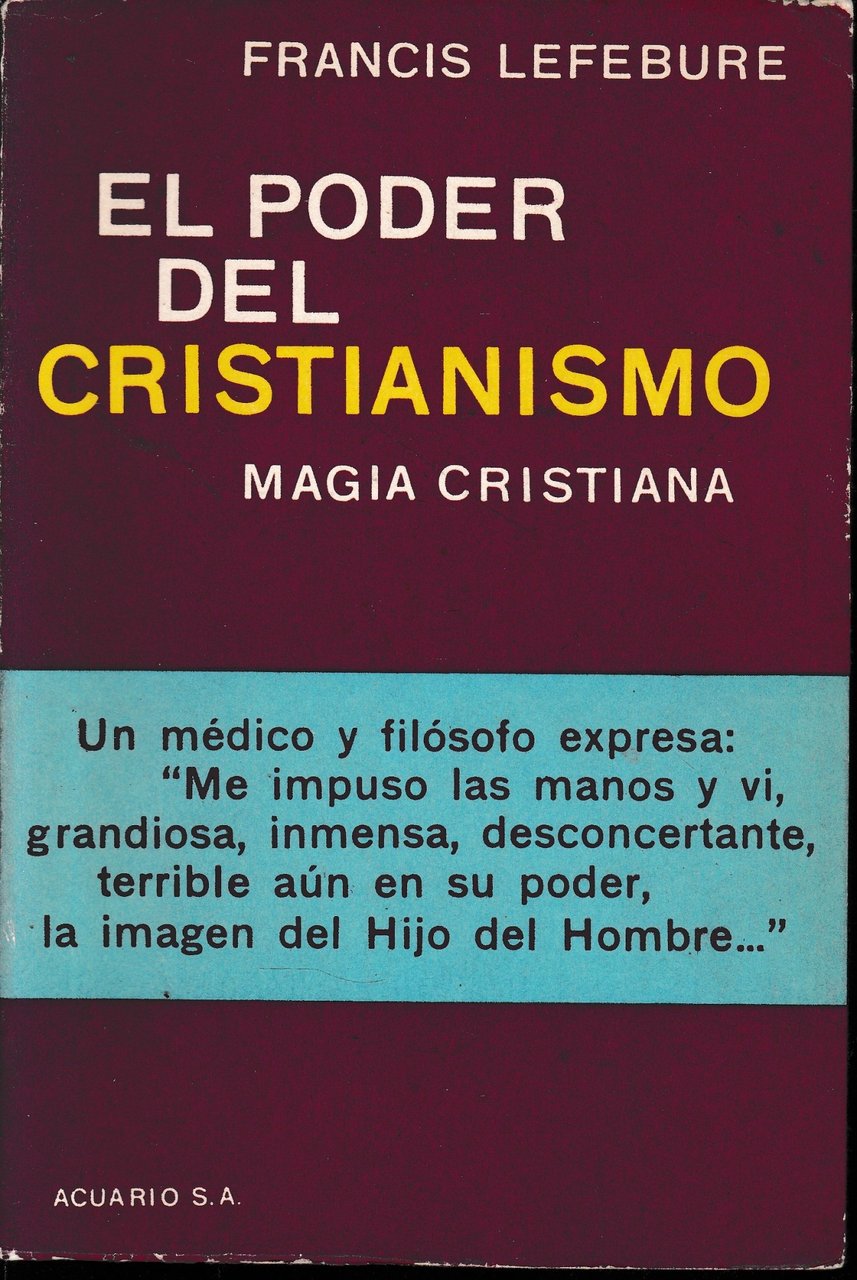 FRANCIS LEFEBURE
EL PODER
DEL
CRISTIANISMO
MAGIA CRISTIANA
Un médico y filósofo expresa:
“Me impuso las manos y vi,
grandiosa, inmensa, desconcertante,
terrible aún en su poder,
la imagen del Hijo del Hombre...”
ACUARIO S.A.